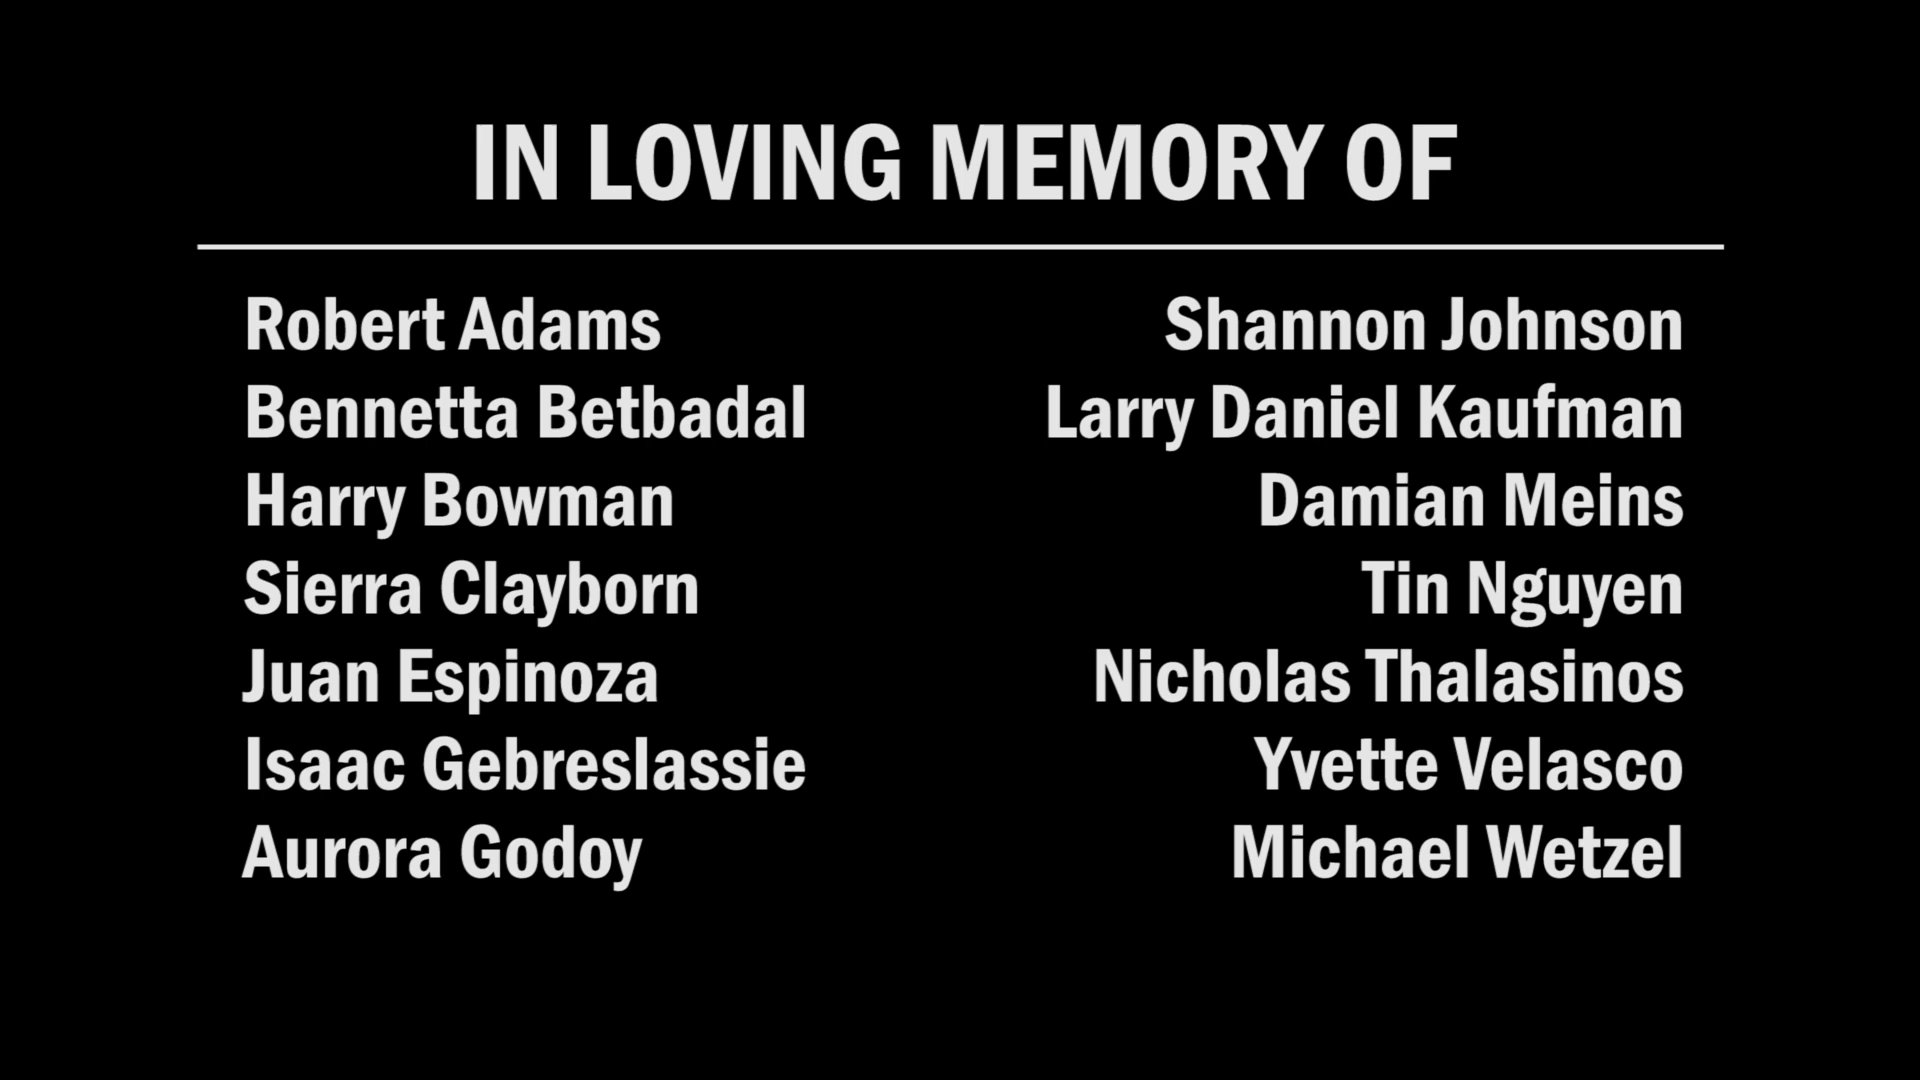 IN LOVING MEMORY OF
Robert Adams
Bennetta Betbadal
Harry Bowman
Sierra Clayborn
Juan Espinoza
Isaac Gebreslassie
Aurora Godoy
Shannon Johnson
Larry Daniel Kaufman
Damian Meins
Tin Nguyen
Nicholas Thalasinos
Yvette Velasco
Michael Wetzel